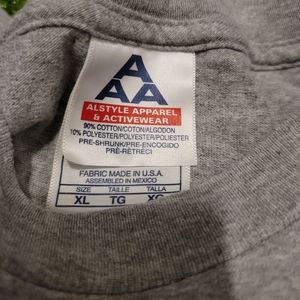 A
AA
ALSTYLE APPAREL
& ACTIVEWEAR
90% COTTON/COTON/ALGODON
10% POLYESTER/POLYESTER/POLIESTER
PRE-SHRUNK/PRE-ENCOGIDO
PRÉ-RÉTRÉCI
FABRIC MADE IN U.S.A.
ASSEMBLED IN MEXICO
SIZE TAILLE TALLA
XL TG XG